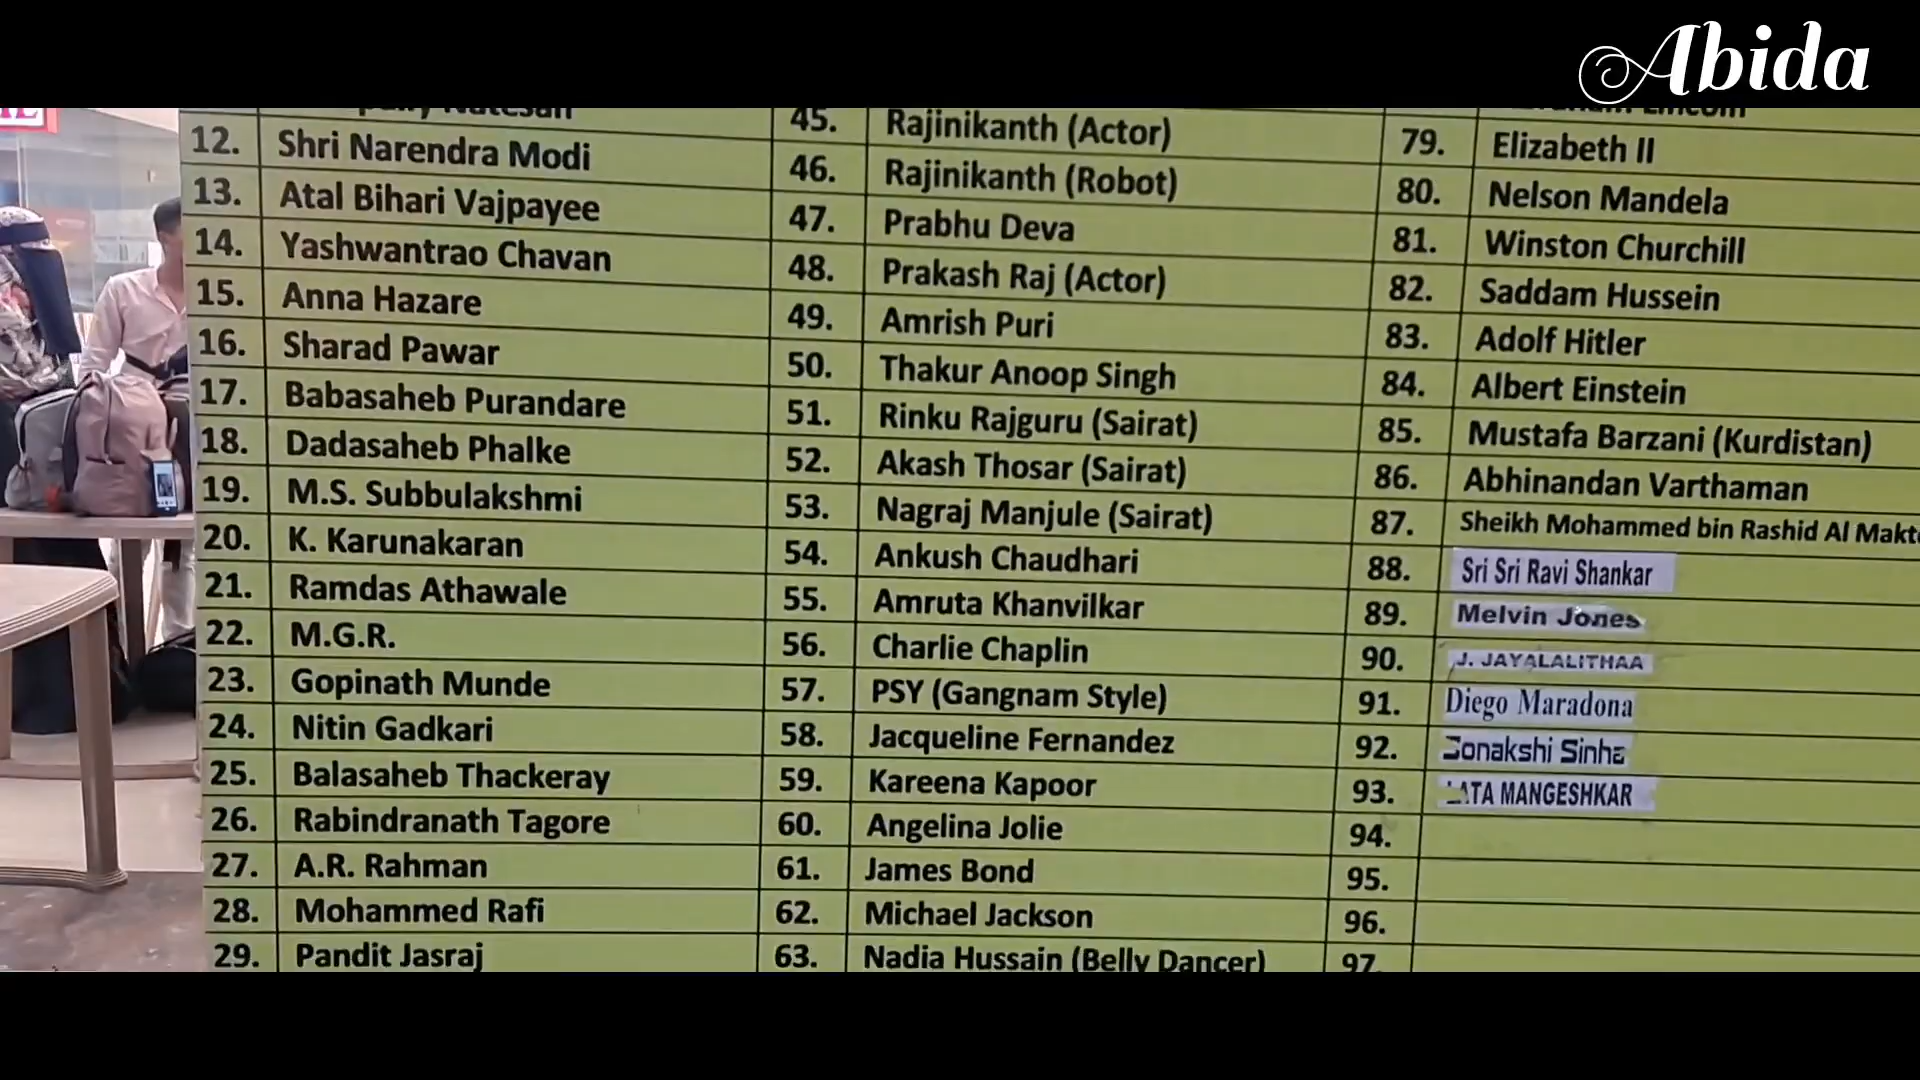 Abida
12. Shri Narendra Modi
13. Atal Bihari Vajpayee
14. Yashwantrao Chavan
15. Anna Hazare
16. Sharad Pawar
17. Babasaheb Purandare
18. Dadasaheb Phalke
19. M.S. Subbulakshmi
20. K. Karunakaran
21. Ramdas Athawale
22. M.G.R.
23. Gopinath Munde
24. Nitin Gadkari
25. Balasaheb Thackeray
26. Rabindranath Tagore
27. A.R. Rahman
28. Mohammed Rafi
29. Pandit Jasraj
45. Rajinikanth (Actor)
46. Rajinikanth (Robot)
47. Prabhu Deva
48. Prakash Raj (Actor)
49. Amrish Puri
50. Thakur Anoop Singh
51. Rinku Rajguru (Sairat)
52. Akash Thosar (Sairat)
53. Nagraj Manjule (Sairat)
54. Ankush Chaudhari
55. Amruta Khanvilkar
56. Charlie Chaplin
57. PSY (Gangnam Style)
58. Jacqueline Fernandez
59. Kareena Kapoor
60. Angelina Jolie
61. James Bond
62. Michael Jackson
63. Nadia Hussain (Belly Dancer)
79. Elizabeth II
80. Nelson Mandela
81. Winston Churchill
82. Saddam Hussein
83. Adolf Hitler
84. Albert Einstein
85. Mustafa Barzani (Kurdistan)
86. Abhinandan Varthaman
87. Sheikh Mohammed bin Rashid Al
88. Sri Sri Ravi Shankar
89. Melvin Jones
90. J. JAYALALITHAA
91. Diego Maradona
92. Sonakshi Sinha
93. LATA MANGESHKAR
94.
95.
96.
97.